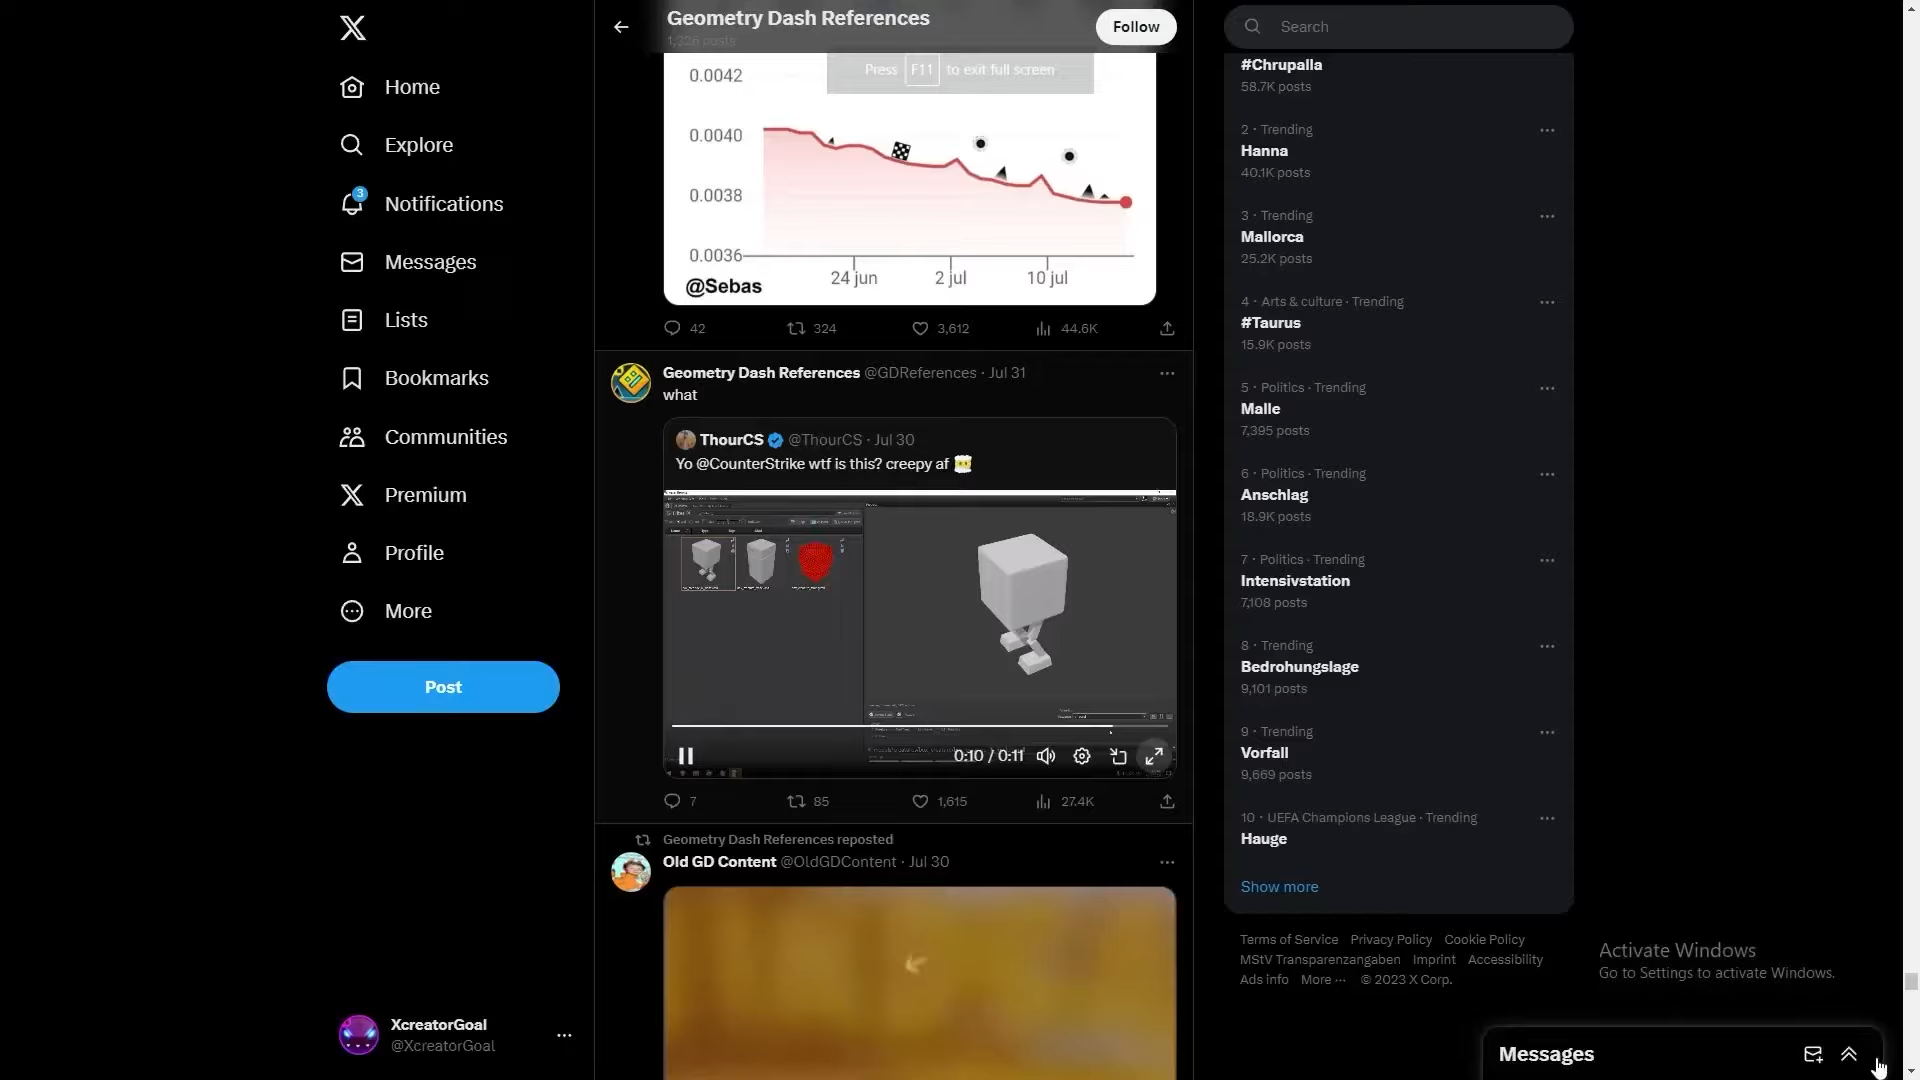 Home
Explore
3
Notifications
Messages
Lists
Bookmarks
Communities
Premium
Profile
More
Post
XcreatorGoal
@XcreatorGoal
Geometry Dash References
1,326 posts
Follow
Press F11 to exit full screen
0.0042
0.0040
0.0038
0.0036
24 jun
2 jul
10 jul
@Sebas
42
324
3,612
44.6K
Geometry Dash References @GDReferences · Jul 31
what
ThourCS @ThourCS · Jul 30
Yo @CounterStrike wtf is this? creepy af
0:10 / 0:11
7
85
1,615
27.4K
Geometry Dash References reposted
Old GD Content @OldGDContent · Jul 30
Search
#Chrupalla
58.7K posts
2 · Trending
Hanna
40.1K posts
3 · Trending
Mallorca
25.2K posts
4 · Arts & culture · Trending
#Taurus
15.9K posts
5 · Politics · Trending
Malle
7,395 posts
6 · Politics · Trending
Anschlag
18.9K posts
7 · Politics · Trending
Intensivstation
7,108 posts
8 · Trending
Bedrohungslage
9,101 posts
9 · Trending
Vorfall
9,669 posts
10 · UEFA Champions League · Trending
Hauge
Show more
Terms of Service Privacy Policy Cookie Policy
MStV Transparenzangaben Imprint Accessibility
Ads info More ··· © 2023 X Corp.
Activate Windows
Go to Settings to activate Windows.
Messages